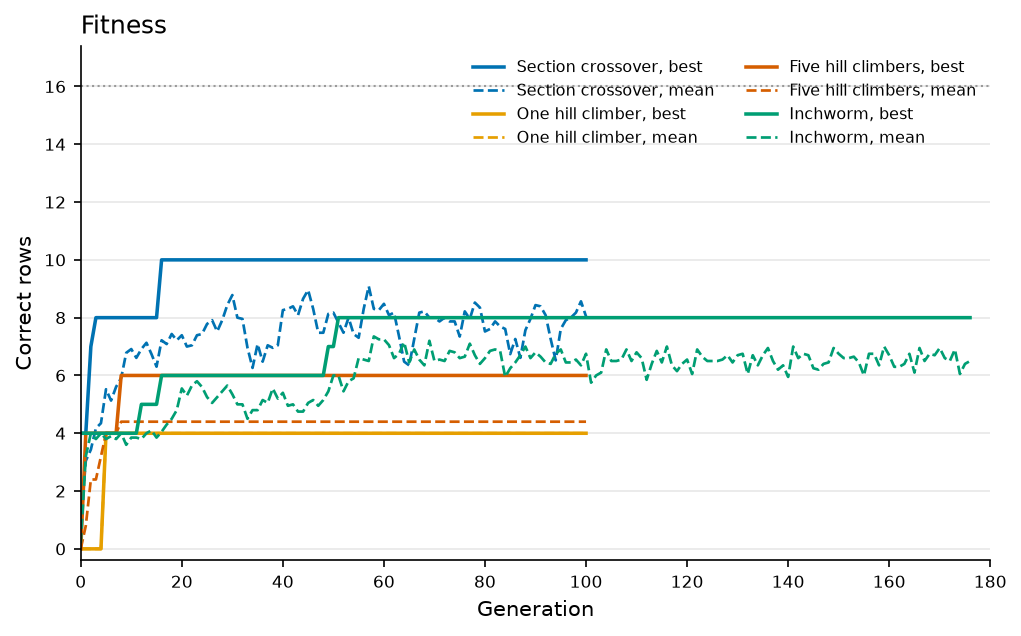 Fitness
Section crossover, best
Section crossover, mean
One hill climber, best
One hill climber, mean
Five hill climbers, best
Five hill climbers, mean
Inchworm, best
Inchworm, mean
Correct rows
16
14
12
10
8
6
4
2
0
0 20 40 60 80 100 120 140 160 180
Generation